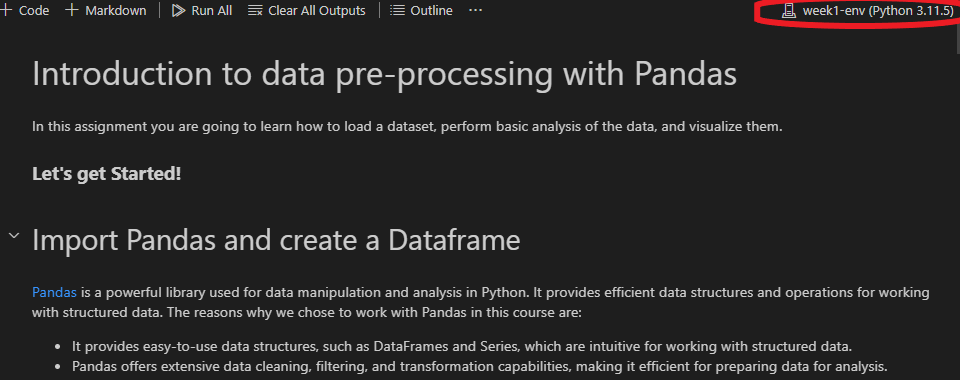 + Code + Markdown Run All Clear All Outputs Outline ... week1-env (Python 3.11.5)
Introduction to data pre-processing with Pandas
In this assignment you are going to learn how to load a dataset, perform basic analysis of the data, and visualize them.
Let's get Started!
Import Pandas and create a Dataframe
Pandas is a powerful library used for data manipulation and analysis in Python. It provides efficient data structures and operations for working
with structured data. The reasons why we chose to work with Pandas in this course are:
• It provides easy-to-use data structures, such as DataFrames and Series, which are intuitive for working with structured data.
• Pandas offers extensive data cleaning, filtering, and transformation capabilities, making it efficient for preparing data for analysis.